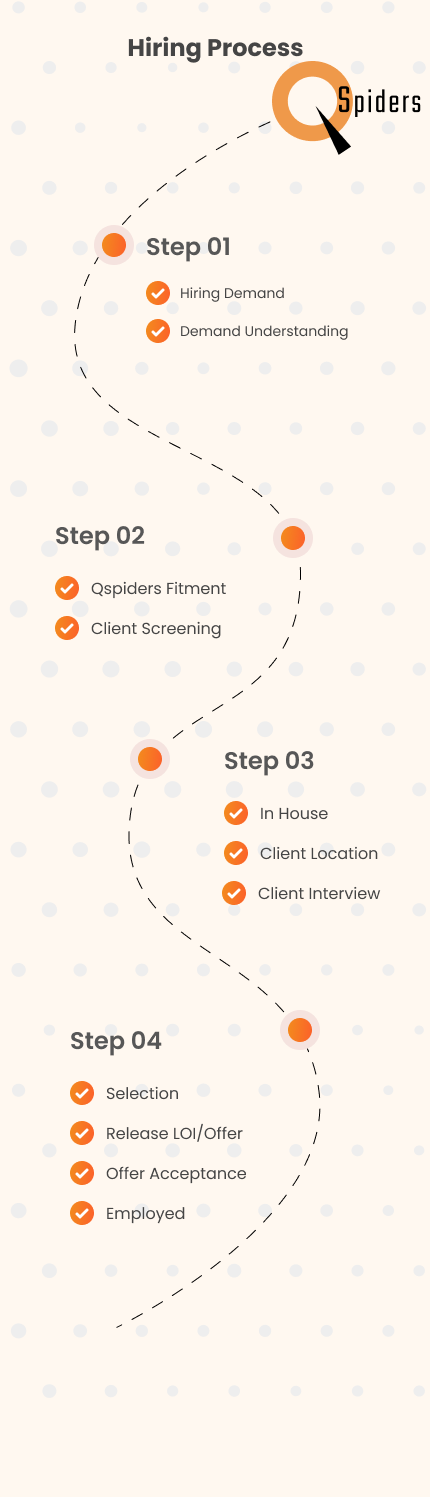 Hiring Process
Spiders
Step 01
Hiring Demand
Demand Understanding
Step 02
Qspiders Fitment
Client Screening
Step 03
In House
Client Location
Client Interview
Step 04
Selection
Release LOI/Offer
Offer Acceptance
Employed